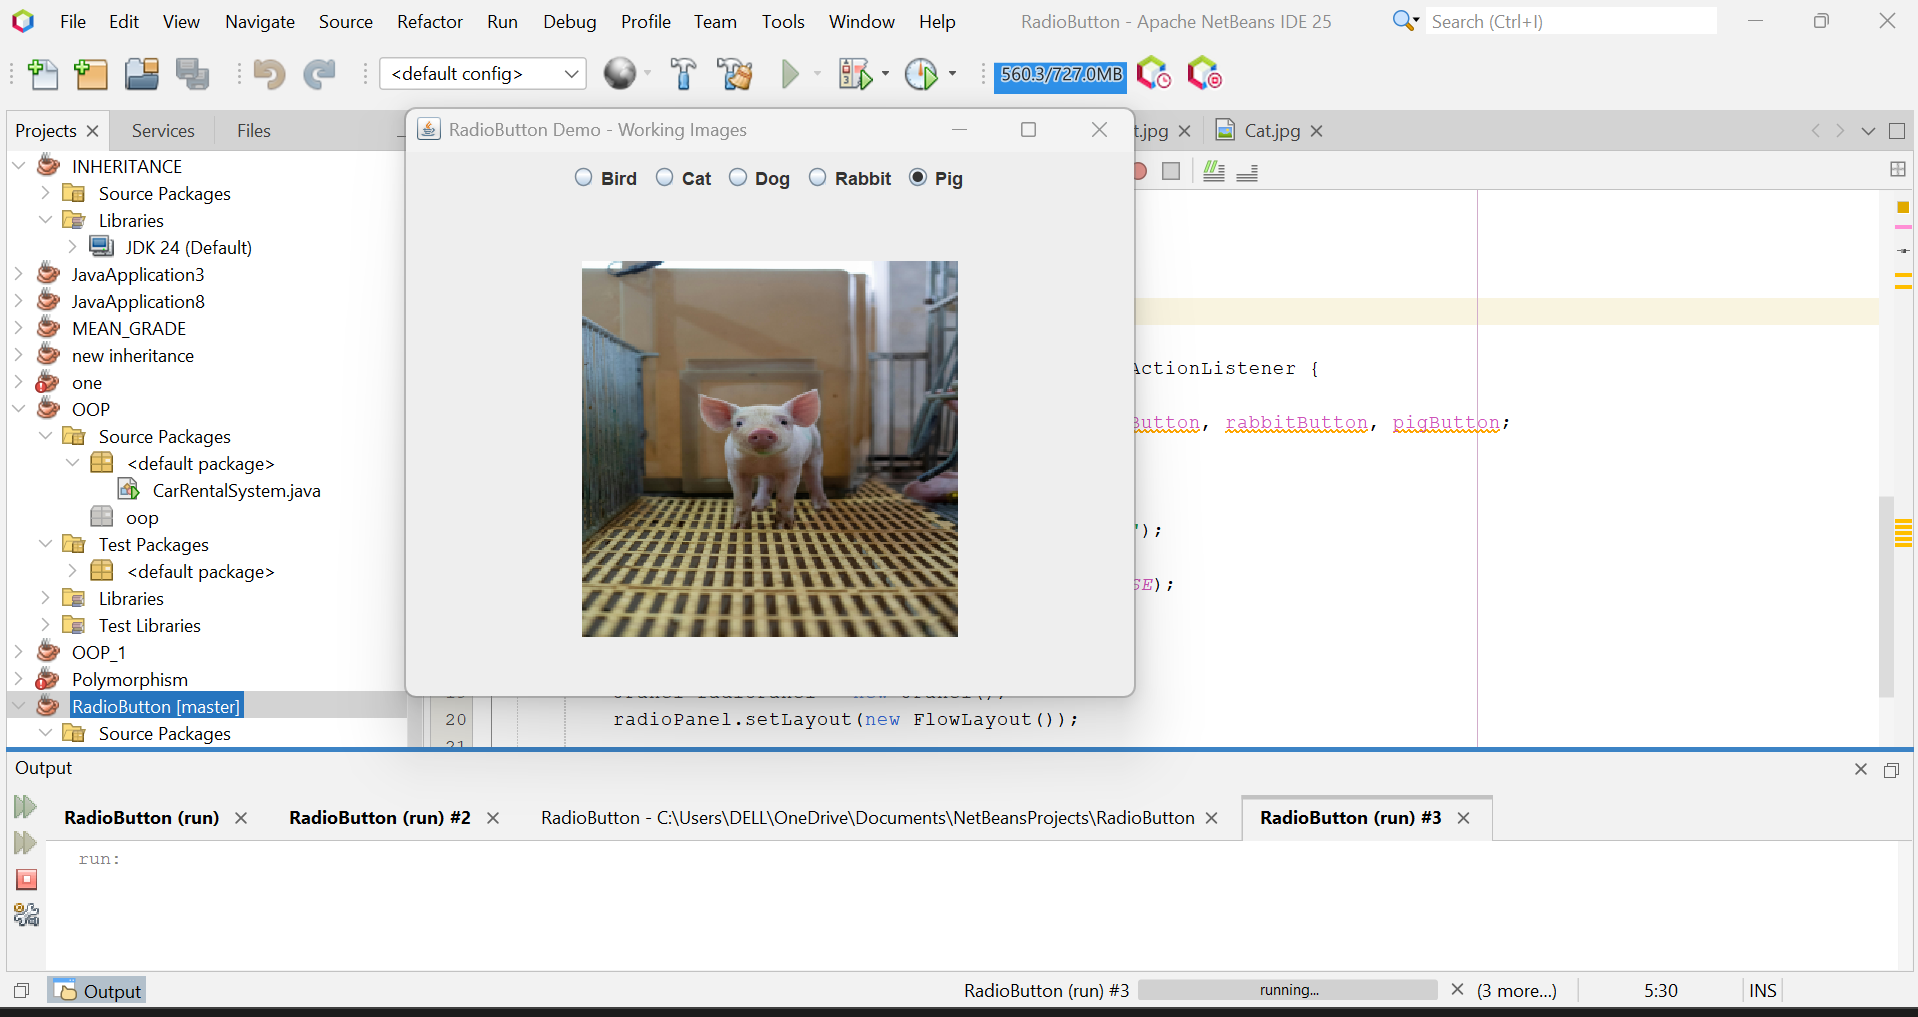 File Edit View Navigate Source Refactor Run Debug Profile Team Tools Window Help RadioButton - Apache NetBeans IDE 25 Search (Ctrl+I)
<default config> 560.3/727.0MB
Projects Services Files
RadioButton Demo - Working Images
t.jpg Cat.jpg
Bird Cat Dog Rabbit Pig
INHERITANCE
Source Packages
Libraries
JDK 24 (Default)
JavaApplication3
JavaApplication8
MEAN_GRADE
new inheritance
one
OOP
Source Packages
<default package>
CarRentalSystem.java
oop
Test Packages
<default package>
Libraries
Test Libraries
OOP_1
Polymorphism
RadioButton [master]
Source Packages
ActionListener {
Button, rabbitButton, pigButton;
");
SE);
20 radioPanel.setLayout(new FlowLayout());
21
Output
RadioButton (run) RadioButton (run) #2 RadioButton - C:\Users\DELL\OneDrive\Documents\NetBeansProjects\RadioButton RadioButton (run) #3
run:
Output RadioButton (run) #3 running... (3 more...) 5:30 INS